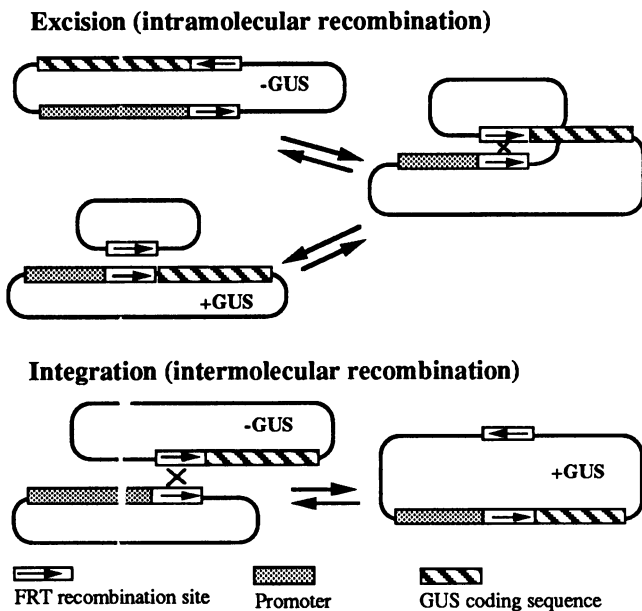 Excision (intramolecular recombination)
-GUS
+GUS
Integration (intermolecular recombination)
-GUS
+GUS
FRT recombination site
Promoter
GUS coding sequence